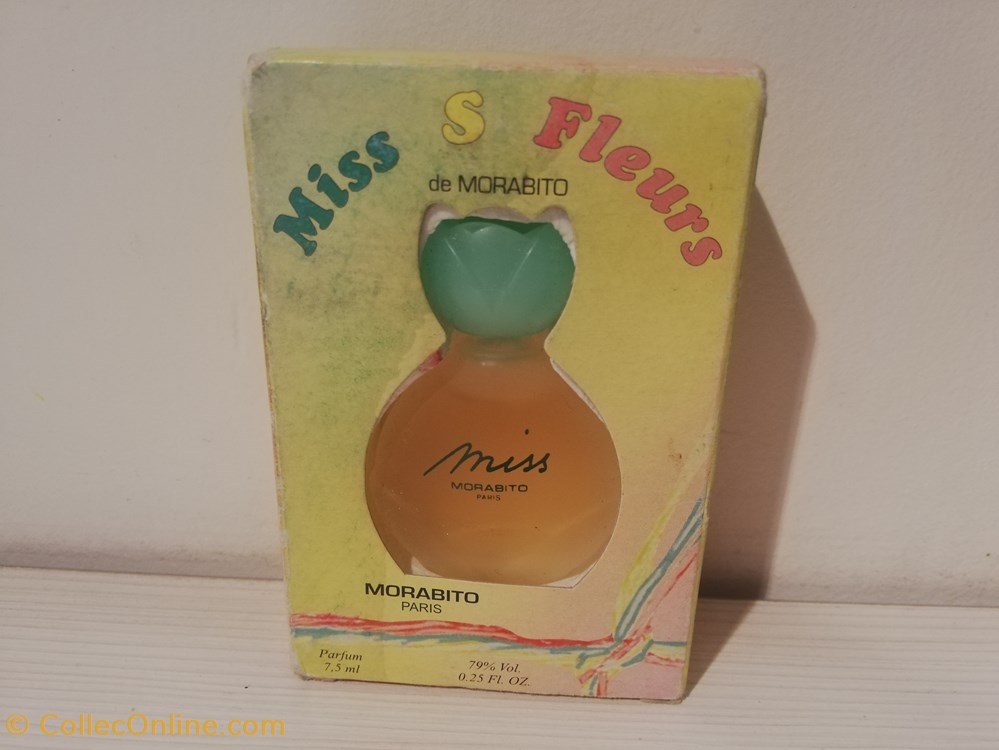 Miss S Fleurs
de MORABITO
miss
MORABITO
PARIS
MORABITO
PARIS
Parfum
7,5 ml
79% Vol.
0.25 Fl. OZ.
© CollecOnline.com